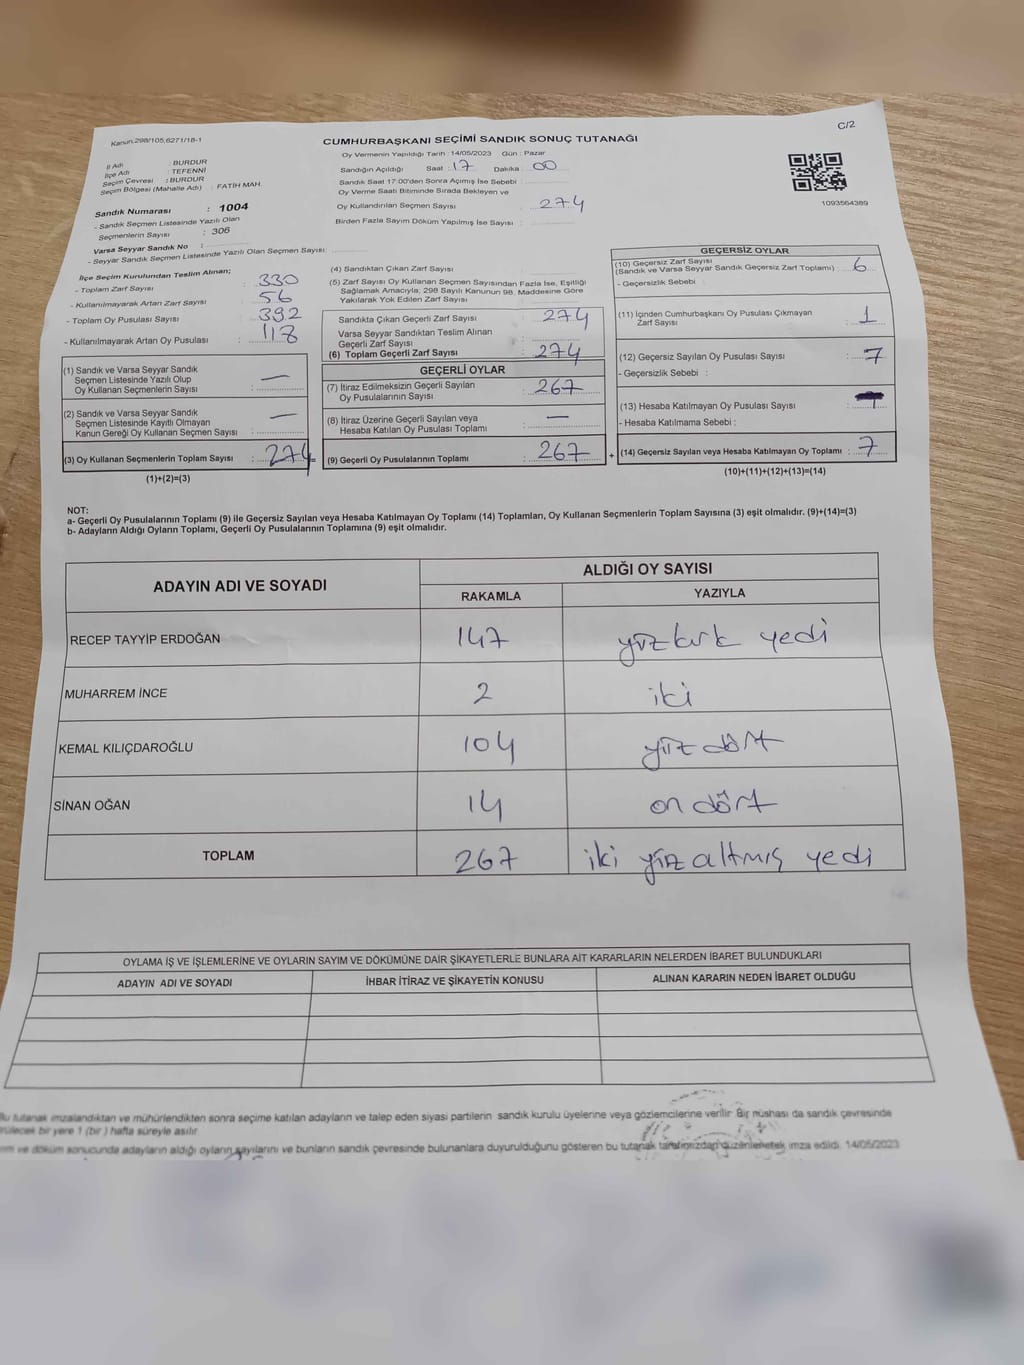 C/2
Kanun:298/105,6271/18-1
CUMHURBAŞKANI SEÇİMİ SANDIK SONUÇ TUTANAĞI
İl Adı : BURDUR
İlçe Adı : TEFENNİ
Seçim Çevresi : BURDUR
Seçim Bölgesi (Mahalle Adı) : FATİH MAH.
Sandık Numarası : 1004
- Sandık Seçmen Listesinde Yazılı Olan
Seçmenlerin Sayısı : 306
Varsa Seyyar Sandık No :
- Seyyar Sandık Seçmen Listesinde Yazılı Olan Seçmen Sayısı:
Oy Vermenin Yapıldığı Tarih : 14/05/2023 Gün : Pazar
Sandığın Açıldığı Saat : 17 Dakika : 00
Sandık Saat 17:00'den Sonra Açımış İse Sebebi :
Oy Verme Saati Bitiminde Sırada Bekleyen ve
Oy Kullandırılan Seçmen Sayısı : 274
Birden Fazla Sayım Döküm Yapılmış İse Sayısı :
1093564389
İlçe Seçim Kurulundan Teslim Alınan;
- Toplam Zarf Sayısı : 330
- Kullanılmayarak Artan Zarf Sayısı : 56
- Toplam Oy Pusulası Sayısı : 392
- Kullanılmayarak Artan Oy Pusulası : 118
(1) Sandık ve Varsa Seyyar Sandık
Seçmen Listesinde Yazılı Olup
Oy Kullanan Seçmenlerin Sayısı : —
(2) Sandık ve Varsa Seyyar Sandık
Seçmen Listesinde Kayıtlı Olmayan
Kanun Gereği Oy Kullanan Seçmen Sayısı : —
(3) Oy Kullanan Seçmenlerin Toplam Sayısı : 274
(1)+(2)=(3)
(4) Sandıktan Çıkan Zarf Sayısı :
(5) Zarf Sayısı Oy Kullanan Seçmen Sayısından Fazla İse, Eşitliği
Sağlamak Amacıyla; 298 Sayılı Kanunun 98. Maddesine Göre
Yakılarak Yok Edilen Zarf Sayısı :
Sandıkta Çıkan Geçerli Zarf Sayısı : 274
Varsa Seyyar Sandıktan Teslim Alınan
Geçerli Zarf Sayısı :
(6) Toplam Geçerli Zarf Sayısı : 274
GEÇERLİ OYLAR
(7) İtiraz Edilmeksizin Geçerli Sayılan
Oy Pusulalarının Sayısı : 267
(8) İtiraz Üzerine Geçerli Sayılan veya
Hesaba Katılan Oy Pusulası Toplamı : —
= (9) Geçerli Oy Pusulalarının Toplamı : 267
GEÇERSİZ OYLAR
(10) Geçersiz Zarf Sayısı
(Sandık ve Varsa Seyyar Sandık Geçersiz Zarf Toplamı) : 6
- Geçersizlik Sebebi :
(11) İçinden Cumhurbaşkanı Oy Pusulası Çıkmayan
Zarf Sayısı : 1
(12) Geçersiz Sayılan Oy Pusulası Sayısı : 7
- Geçersizlik Sebebi :
(13) Hesaba Katılmayan Oy Pusulası Sayısı :
- Hesaba Katılmama Sebebi :
+ (14) Geçersiz Sayılan veya Hesaba Katılmayan Oy Toplamı : 7
(10)+(11)+(12)+(13)=(14)
NOT:
a- Geçerli Oy Pusulalarının Toplamı (9) ile Geçersiz Sayılan veya Hesaba Katılmayan Oy Toplamı (14) Toplamları, Oy Kullanan Seçmenlerin Toplam Sayısına (3) eşit olmalıdır. (9)+(14)=(3)
b- Adayların Aldığı Oyların Toplamı, Geçerli Oy Pusulalarının Toplamına (9) eşit olmalıdır.
ADAYIN ADI VE SOYADI ALDIĞI OY SAYISI
RAKAMLA YAZIYLA
RECEP TAYYİP ERDOĞAN 147 yüzkırk yedi
MUHARREM İNCE 2 iki
KEMAL KILIÇDAROĞLU 104 yüz dört
SİNAN OĞAN 14 on dört
TOPLAM 267 iki yüz altmış yedi
OYLAMA İŞ VE İŞLEMLERİNE VE OYLARIN SAYIM VE DÖKÜMÜNE DAİR ŞİKAYETLERLE BUNLARA AİT KARARLARIN NELERDEN İBARET BULUNDUKLARI
ADAYIN ADI VE SOYADI İHBAR İTİRAZ VE ŞİKAYETİN KONUSU ALINAN KARARIN NEDEN İBARET OLDUĞU
Bu tutanak imzalandıktan ve mühürlendikten sonra seçime katılan adayların ve talep eden siyasi partilerin sandık kurulu üyelerine veya gözlemcilerine verilir. Bir nüshası da sandık çevresinde
bir yere 1 (bir) hafta süreyle asılır.
ve döküm sonucunda adayların aldığı oyların sayılarını ve bunların sandık çevresinde bulunanlara duyurulduğunu gösteren bu tutanak tarafımızdan düzenlenerek imza edildi. 14/05/2023